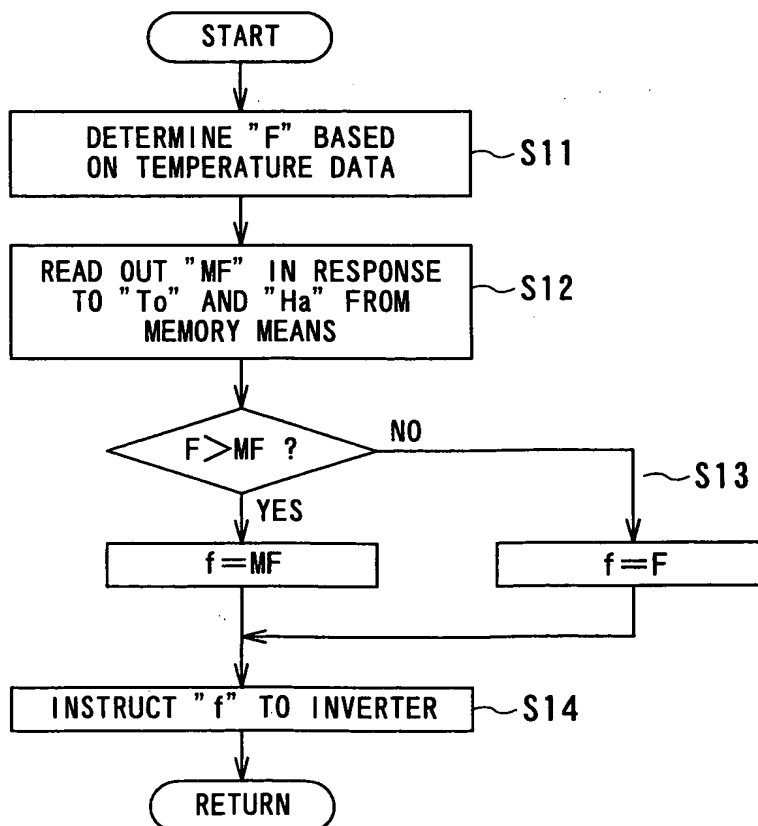 START
DETERMINE "F" BASED
ON TEMPERATURE DATA
S11
READ OUT "MF" IN RESPONSE
TO "To" AND "Ha" FROM
MEMORY MEANS
S12
F>MF ?
NO
S13
YES
f=MF
f=F
INSTRUCT "f" TO INVERTER
S14
RETURN